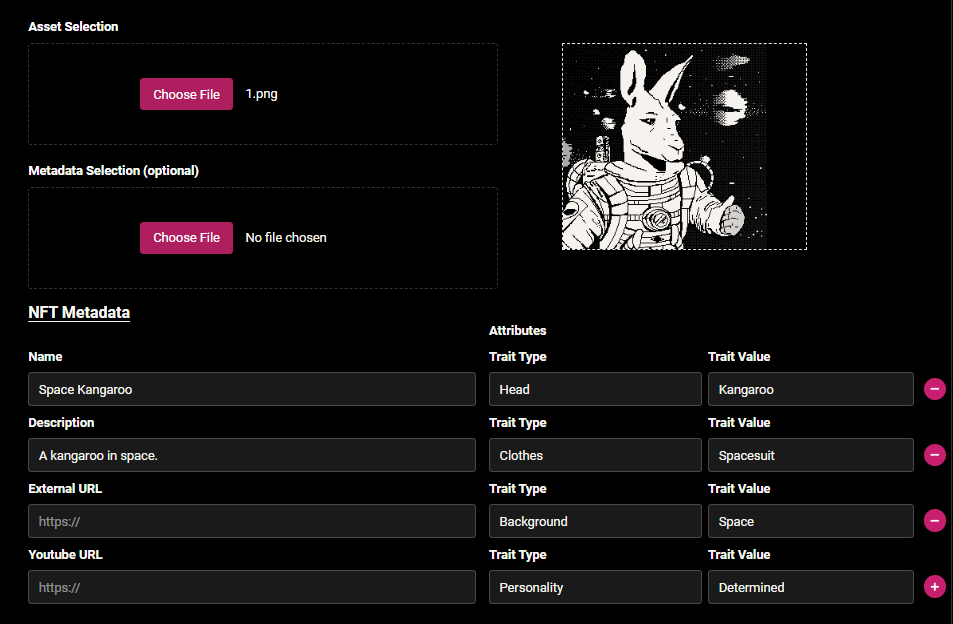 Asset Selection
Choose File 1.png
Metadata Selection (optional)
Choose File No file chosen
NFT Metadata
Attributes
Name Trait Type Trait Value
Space Kangaroo Head Kangaroo
Description Trait Type Trait Value
A kangaroo in space. Clothes Spacesuit
External URL Trait Type Trait Value
https:// Background Space
Youtube URL Trait Type Trait Value
https:// Personality Determined